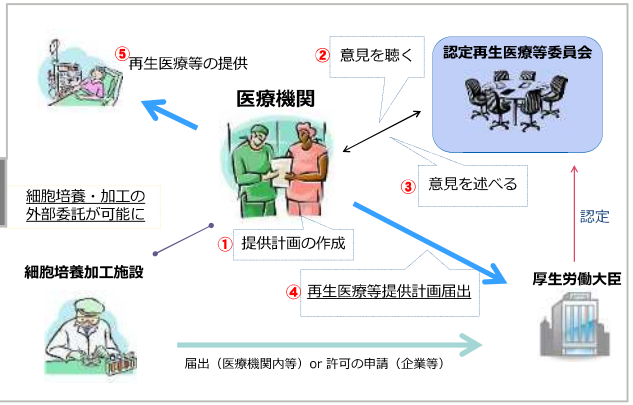 ⑤再生医療等の提供
② 意見を聴く
認定再生医療等委員会
医療機関
③ 意見を述べる
細胞培養・加工の
外部委託が可能に
認定
① 提供計画の作成
細胞培養加工施設
④ 再生医療等提供計画届出
厚生労働大臣
届出（医療機関内等）or 許可の申請（企業等）